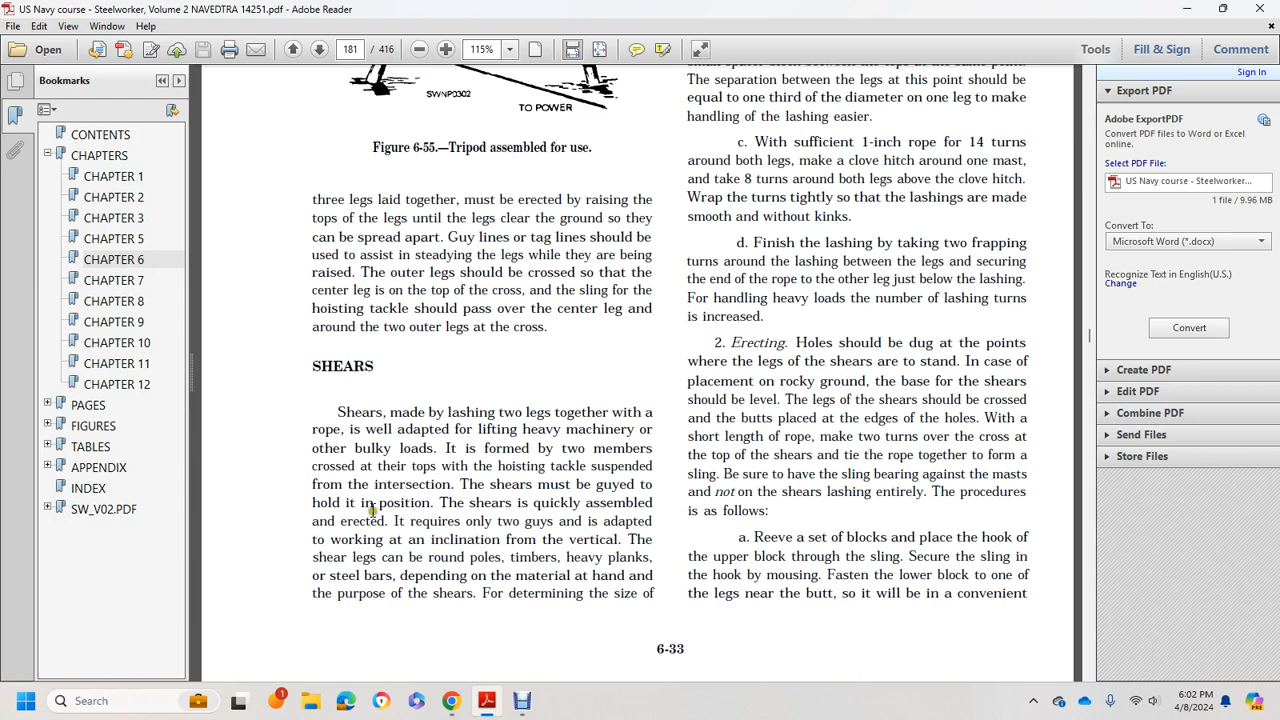 US Navy course - Steelworker, Volume 2 NAVEDTRA 14251.pdf - Adobe Reader
File Edit View Window Help
Open
181 / 416
115%
Tools
Fill & Sign
Comment
Bookmarks
CONTENTS
CHAPTERS
CHAPTER 1
CHAPTER 2
CHAPTER 3
CHAPTER 5
CHAPTER 6
CHAPTER 7
CHAPTER 8
CHAPTER 9
CHAPTER 10
CHAPTER 11
CHAPTER 12
PAGES
FIGURES
TABLES
APPENDIX
INDEX
SW_V02.PDF
SWNP0302
TO POWER
Figure 6-55.—Tripod assembled for use.
three legs laid together, must be erected by raising the
tops of the legs until the legs clear the ground so they
can be spread apart. Guy lines or tag lines should be
used to assist in steadying the legs while they are being
raised. The outer legs should be crossed so that the
center leg is on the top of the cross, and the sling for the
hoisting tackle should pass over the center leg and
around the two outer legs at the cross.
SHEARS
Shears, made by lashing two legs together with a
rope, is well adapted for lifting heavy machinery or
other bulky loads. It is formed by two members
crossed at their tops with the hoisting tackle suspended
from the intersection. The shears must be guyed to
hold it in position. The shears is quickly assembled
and erected. It requires only two guys and is adapted
to working at an inclination from the vertical. The
shear legs can be round poles, timbers, heavy planks,
or steel bars, depending on the material at hand and
the purpose of the shears. For determining the size of
The separation between the legs at this point should be
equal to one third of the diameter on one leg to make
handling of the lashing easier.
c. With sufficient 1-inch rope for 14 turns
around both legs, make a clove hitch around one mast,
and take 8 turns around both legs above the clove hitch.
Wrap the turns tightly so that the lashings are made
smooth and without kinks.
d. Finish the lashing by taking two frapping
turns around the lashing between the legs and securing
the end of the rope to the other leg just below the lashing.
For handling heavy loads the number of lashing turns
is increased.
2. Erecting. Holes should be dug at the points
where the legs of the shears are to stand. In case of
placement on rocky ground, the base for the shears
should be level. The legs of the shears should be crossed
and the butts placed at the edges of the holes. With a
short length of rope, make two turns over the cross at
the top of the shears and tie the rope together to form a
sling. Be sure to have the sling bearing against the masts
and not on the shears lashing entirely. The procedures
is as follows:
a. Reeve a set of blocks and place the hook of
the upper block through the sling. Secure the sling in
the hook by mousing. Fasten the lower block to one of
the legs near the butt, so it will be in a convenient
6-33
Sign In
Export PDF
Adobe ExportPDF
Convert PDF files to Word or Excel
online.
Select PDF File:
US Navy course - Steelworker,...
1 file / 9.96 MB
Convert To:
Microsoft Word (*.docx)
Recognize Text in English(U.S.)
Change
Convert
Create PDF
Edit PDF
Combine PDF
Send Files
Store Files
Search
1
6:02 PM
4/8/2024
PRE